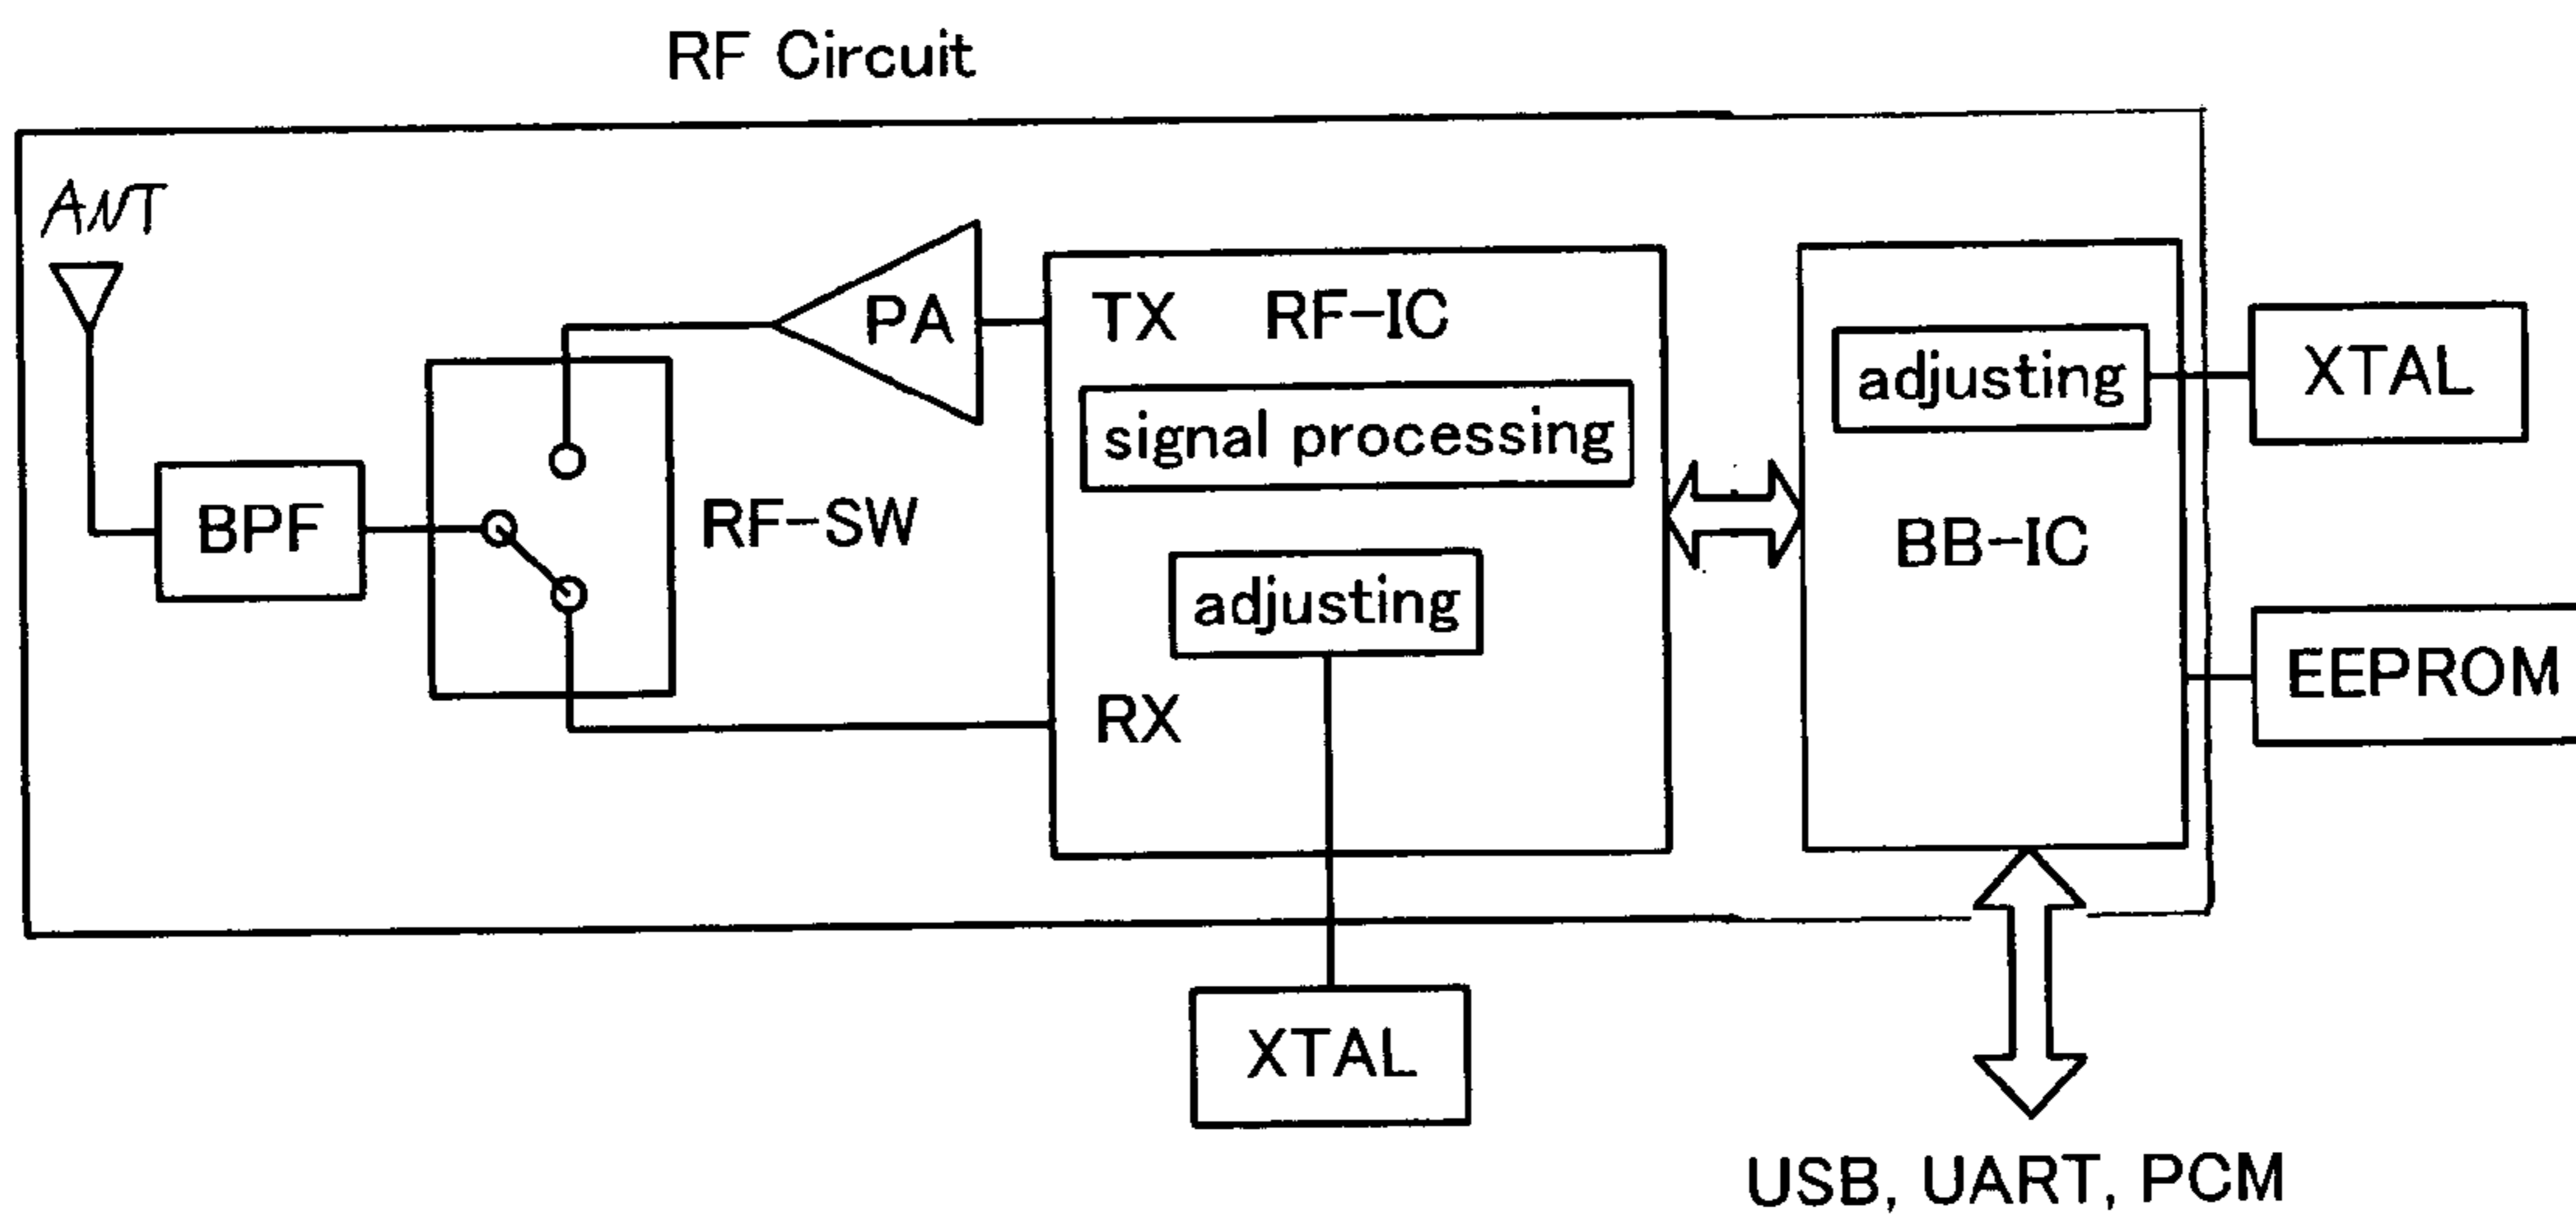 RF Circuit
ANT
PA
TX RF-IC
signal processing
adjusting
XTAL
BPF
RF-SW
BB-IC
adjusting
EEPROM
RX
XTAL
USB, UART, PCM